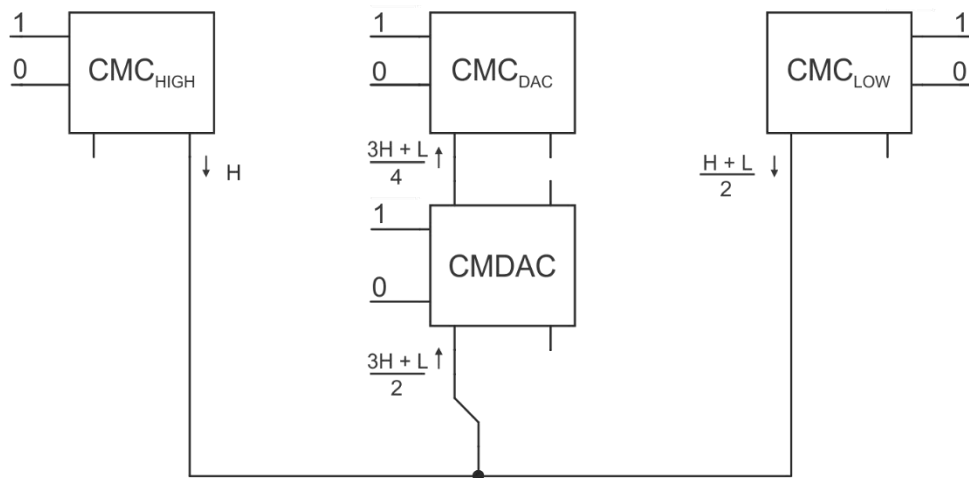 1
0
CMC_HIGH
1
0
CMC_DAC
1
0
CMC_LOW
H
3H + L
4
H + L
2
1
0
CMDAC
3H + L
2